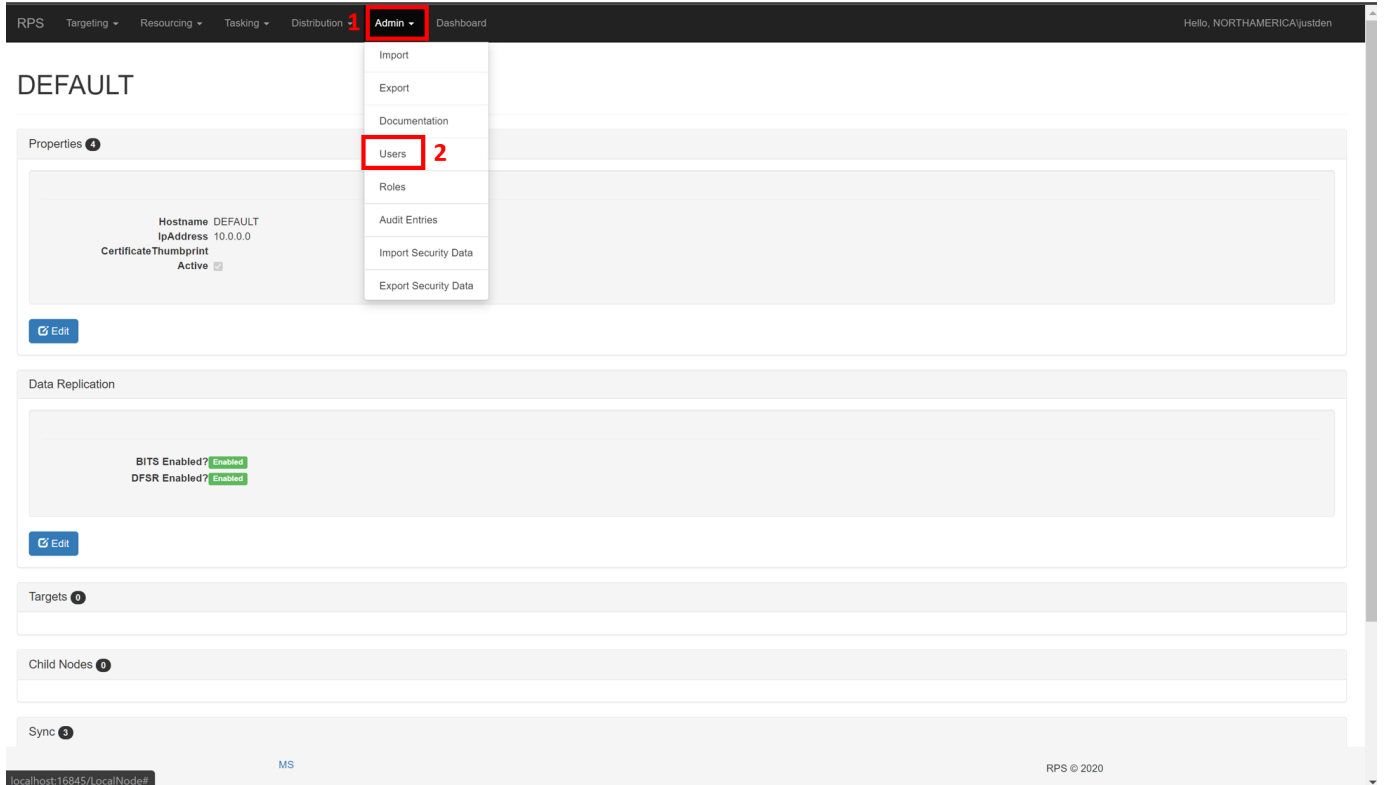 RPS Targeting Resourcing Tasking Distribution 1 Admin Dashboard Hello, NORTHAMERICA\justden
Import
DEFAULT
Export
Documentation
Properties 4
Users 2
Roles
Hostname DEFAULT
Audit Entries
IpAddress 10.0.0.0
CertificateThumbprint
Import Security Data
Active
Export Security Data
Edit
Data Replication
BITS Enabled? Enabled
DFSR Enabled? Enabled
Edit
Targets 0
Child Nodes 0
Sync 3
MS RPS © 2020
localhost:16845/LocalNode#